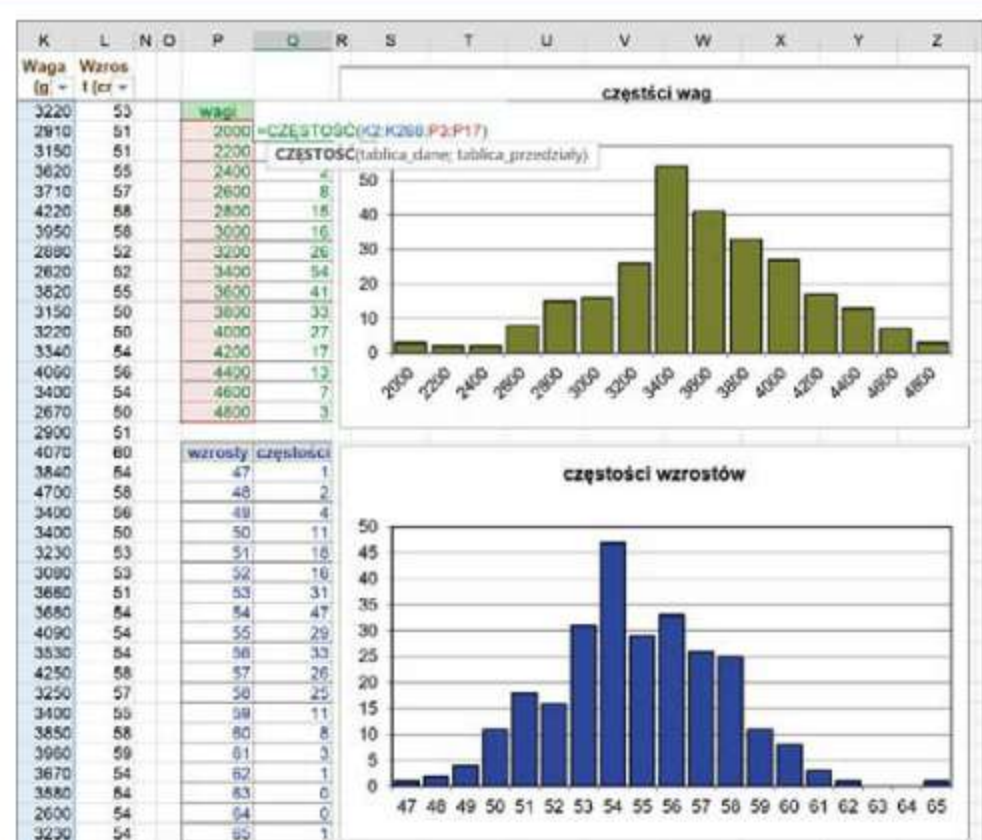 K L N O P Q R S T U V W X Y Z
Waga Wzros
(g t (cr
3220 53 wagi
2910 51 2000 =CZĘSTOŚĆ(K2:K268;P3:P17)
3150 51 2200 CZĘSTOŚĆ(tablica_dane; tablica_przedziały)
3620 55 2400 2
3710 57 2600 8
4220 58 2800 15
3950 58 3000 16
2880 52 3200 26
2620 52 3400 54
3820 55 3600 41
3150 50 3800 33
3220 50 4000 27
3340 54 4200 17
4060 56 4400 13
3400 54 4600 7
2670 50 4800 3
2900 51
4070 60 wzrosty częstości
3840 54 47 1
4700 58 48 2
3400 56 49 4
3400 50 50 11
3230 53 51 18
3080 53 52 16
3660 51 53 31
3680 54 54 47
4090 54 55 29
3530 54 56 33
4250 58 57 26
3250 57 58 25
3400 55 59 11
3850 58 60 8
3960 59 61 3
3670 54 62 1
3580 54 63 0
2600 54 64 0
3230 54 65 1
częstści wag
50
40
30
20
10
0
2000 2200 2400 2600 2800 3000 3200 3400 3600 3800 4000 4200 4400 4600 4800
częstości wzrostów
50
45
40
35
30
25
20
15
10
5
0
47 48 49 50 51 52 53 54 55 56 57 58 59 60 61 62 63 64 65